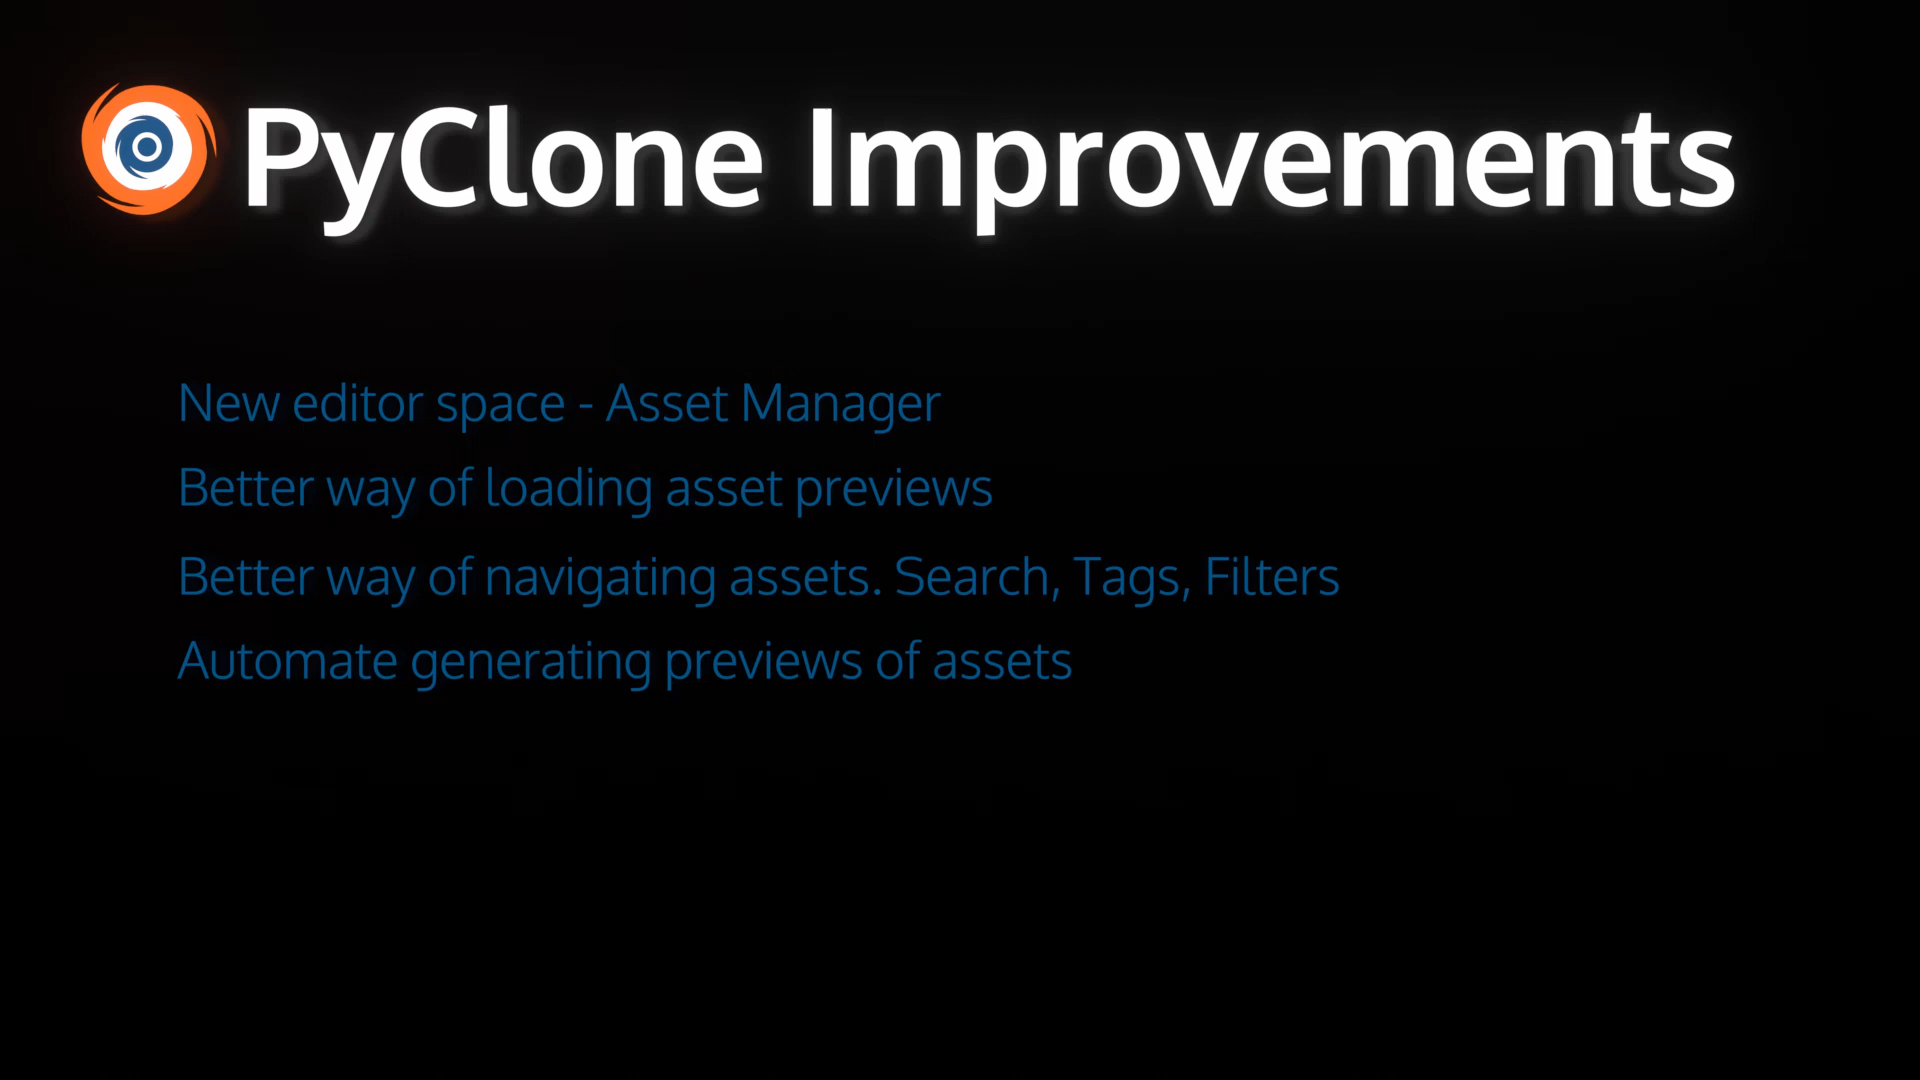 PyClone Improvements
New editor space - Asset Manager
Better way of loading asset previews
Better way of navigating assets. Search, Tags, Filters
Automate generating previews of assets